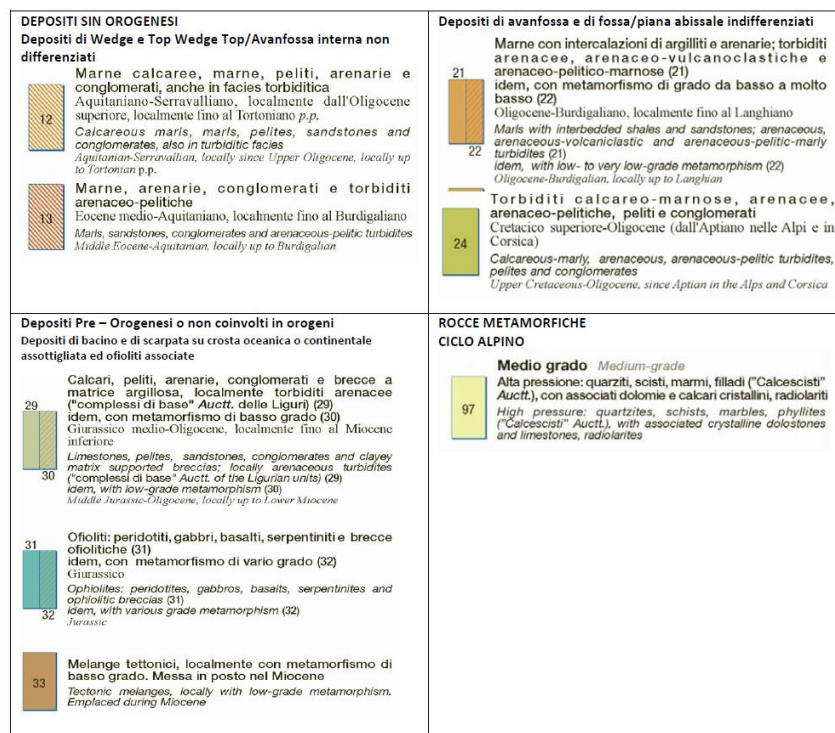 DEPOSITI SIN OROGENESI
Depositi di Wedge e Top Wedge Top/Avanfossa interna non
differenziati
12
Marne calcaree, marne, peliti, arenarie e
conglomerati, anche in facies torbiditica
Aquitaniano-Serravalliano, localmente dall'Oligocene
superiore, localmente fino al Tortoniano p.p.
Calcareous marls, marls, pelites, sandstones and
conglomerates, also in turbiditic facies
Aquitanian-Serravallian, locally since Upper Oligocene, locally up
to Tortonian p.p.
13
Marne, arenarie, conglomerati e torbiditi
arenaceo-pelitiche
Eocene medio-Aquitaniano, localmente fino al Burdigaliano
Marls, sandstones, conglomerates and arenaceous-pelitic turbidites
Middle Eocene-Aquitanian, locally up to Burdigalian
Depositi di avanfossa e di fossa/piana abissale indifferenziati
21
22
Marne con intercalazioni di argilliti e arenarie; torbiditi
arenacee, arenaceo-vulcanoclastiche e
arenaceo-pelitico-marnose (21)
idem, con metamorfismo di grado da basso a molto
basso (22)
Oligocene-Burdigaliano, localmente fino al Langhiano
Marls with interbedded shales and sandstones; arenaceous,
arenaceous-volcaniclastic and arenaceous-pelitic-marly
turbidites (21)
idem, with low- to very low-grade metamorphism (22)
Oligocene-Burdigalian, locally up to Langhian
24
Torbiditi calcareo-marnose, arenacee,
arenaceo-pelitiche, peliti e conglomerati
Cretacico superiore-Oligocene (dall'Aptiano nelle Alpi e in
Corsica)
Calcareous-marly, arenaceous, arenaceous-pelitic turbidites,
pelites and conglomerates
Upper Cretaceous-Oligocene, since Aptian in the Alps and Corsica
Depositi Pre – Orogenesi o non coinvolti in orogeni
Depositi di bacino e di scarpata su crosta oceanica o continentale
assottigliata ed ofioliti associate
29
30
Calcari, peliti, arenarie, conglomerati e brecce a
matrice argillosa, localmente torbiditi arenacee
("complessi di base" Auctt. delle Liguri) (29)
idem, con metamorfismo di basso grado (30)
Giurassico medio-Oligocene, localmente fino al Miocene
inferiore
Limestones, pelites, sandstones, conglomerates and clayey
matrix supported breccias; locally arenaceous turbidites
("complessi di base" Auctt. of the Ligurian units) (29)
idem, with low-grade metamorphism (30)
Middle Jurassic-Oligocene, locally up to Lower Miocene
31
32
Ofioliti: peridotiti, gabbri, basalti, serpentiniti e brecce
ofiolitiche (31)
idem, con metamorfismo di vario grado (32)
Giurassico
Ophiolites: peridotites, gabbros, basalts, serpentinites and
ophiolitic breccias (31)
idem, with various grade metamorphism (32)
Jurassic
33
Melange tettonici, localmente con metamorfismo di
basso grado. Messa in posto nel Miocene
Tectonic melanges, locally with low-grade metamorphism.
Emplaced during Miocene
ROCCE METAMORFICHE
CICLO ALPINO
97
Medio grado Medium-grade
Alta pressione: quarziti, scisti, marmi, filladi ("Calcescisti"
Auctt.), con associati dolomie e calcari cristallini, radiolariti
High pressure: quartzites, schists, marbles, phyllites
("Calcescisti" Auctt.), with associated crystalline dolostones
and limestones, radiolarites